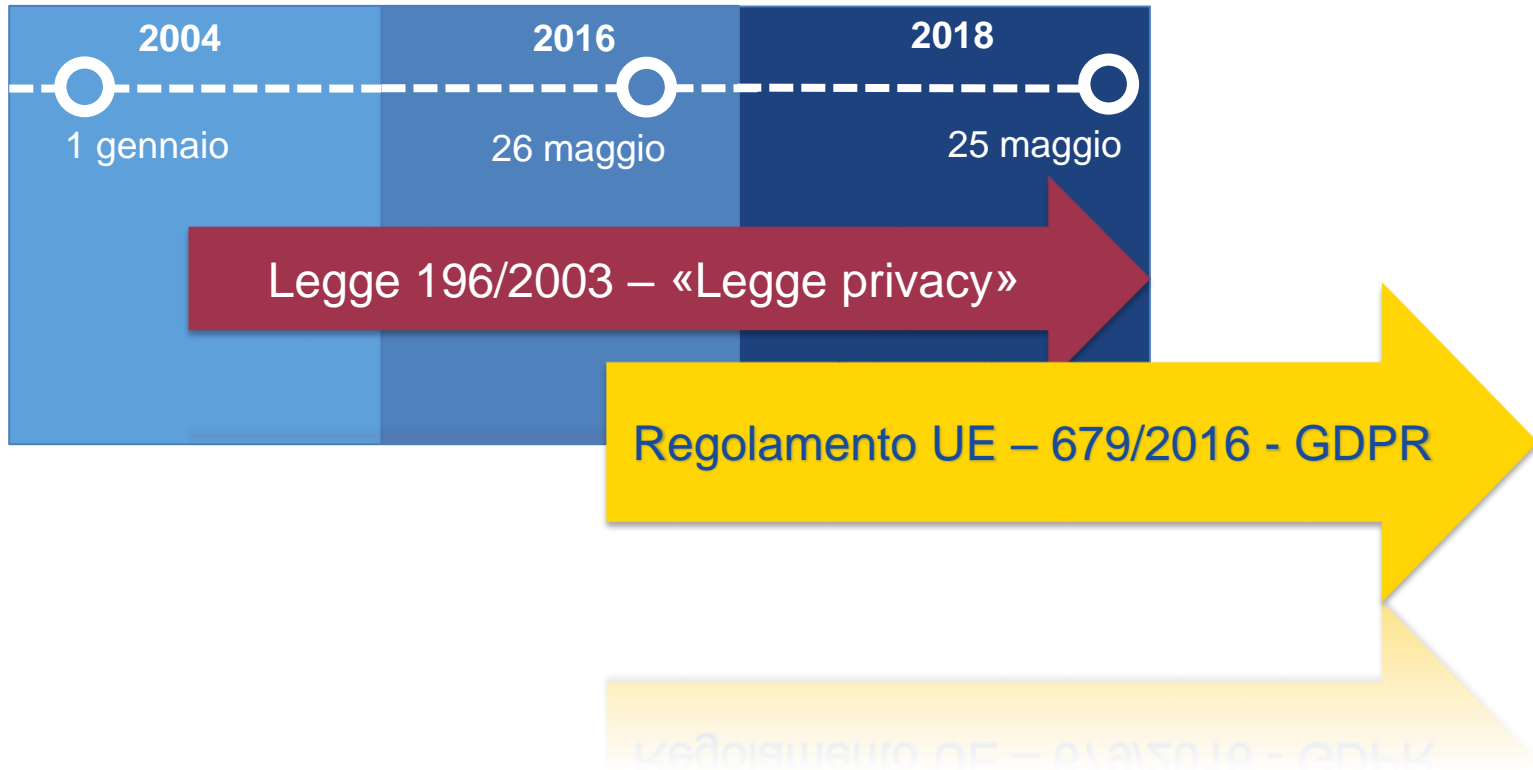 2004
2016
2018
1 gennaio
26 maggio
25 maggio
Legge 196/2003 – «Legge privacy»
Regolamento UE – 679/2016 - GDPR